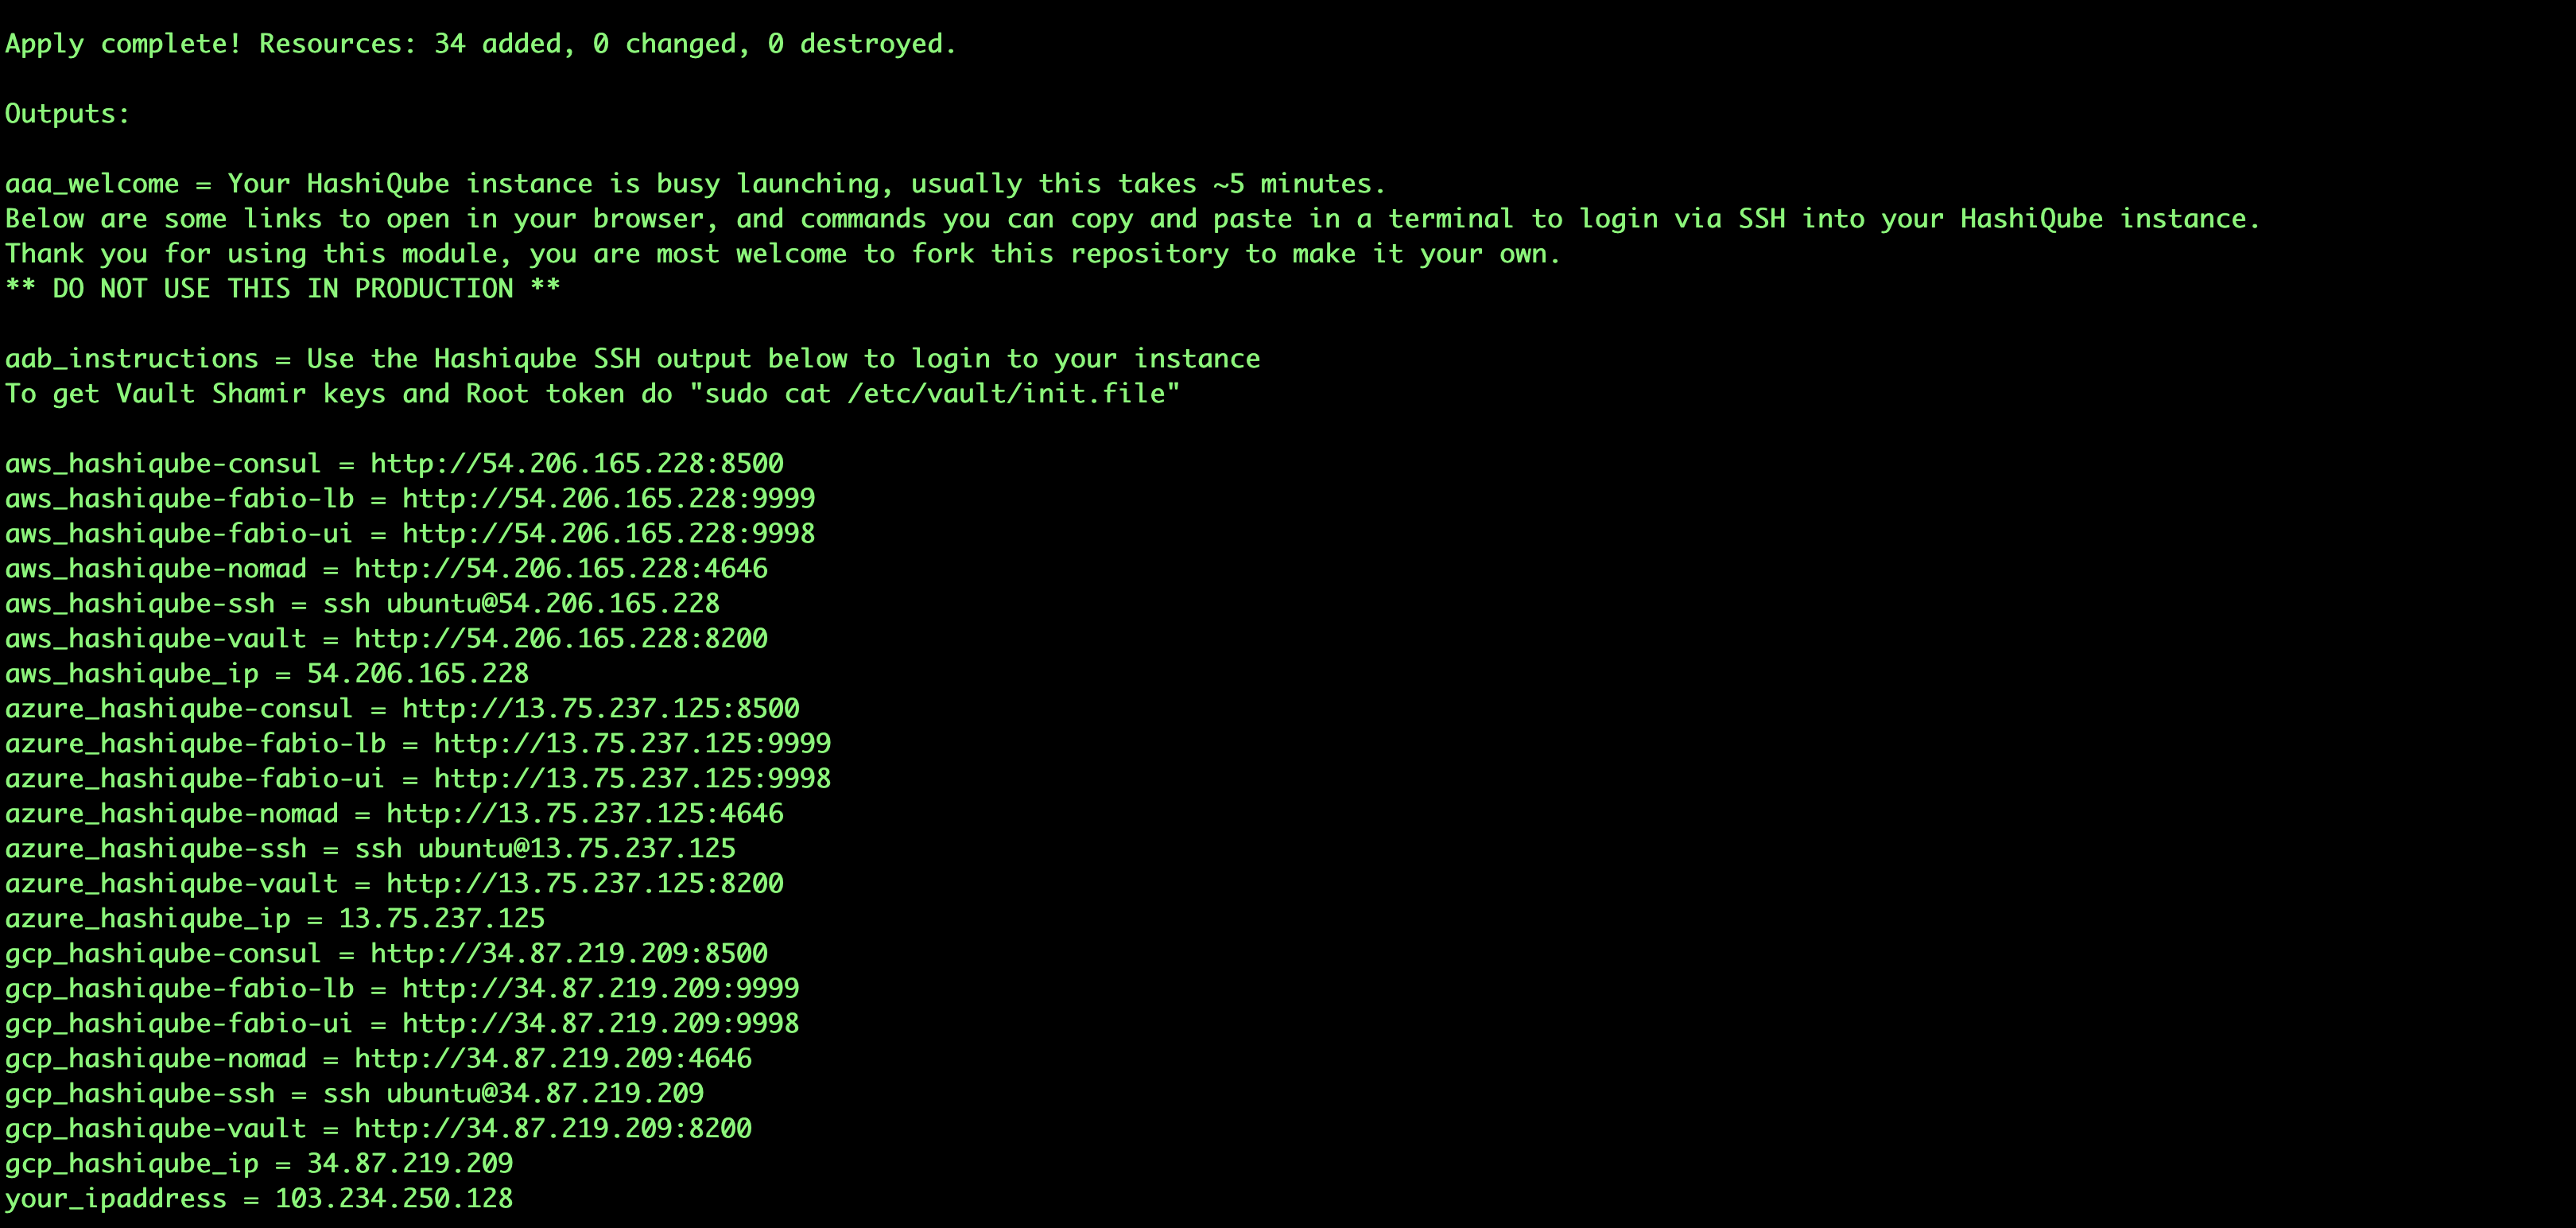 Apply complete! Resources: 34 added, 0 changed, 0 destroyed.
Outputs:
aaa_welcome = Your HashiQube instance is busy launching, usually this takes ~5 minutes.
Below are some links to open in your browser, and commands you can copy and paste in a terminal to login via SSH into your HashiQube instance.
Thank you for using this module, you are most welcome to fork this repository to make it your own.
** DO NOT USE THIS IN PRODUCTION **
aab_instructions = Use the Hashiqube SSH output below to login to your instance
To get Vault Shamir keys and Root token do "sudo cat /etc/vault/init.file"
aws_hashiqube-consul = http://54.206.165.228:8500
aws_hashiqube-fabio-lb = http://54.206.165.228:9999
aws_hashiqube-fabio-ui = http://54.206.165.228:9998
aws_hashiqube-nomad = http://54.206.165.228:4646
aws_hashiqube-ssh = ssh ubuntu@54.206.165.228
aws_hashiqube-vault = http://54.206.165.228:8200
aws_hashiqube_ip = 54.206.165.228
azure_hashiqube-consul = http://13.75.237.125:8500
azure_hashiqube-fabio-lb = http://13.75.237.125:9999
azure_hashiqube-fabio-ui = http://13.75.237.125:9998
azure_hashiqube-nomad = http://13.75.237.125:4646
azure_hashiqube-ssh = ssh ubuntu@13.75.237.125
azure_hashiqube-vault = http://13.75.237.125:8200
azure_hashiqube_ip = 13.75.237.125
gcp_hashiqube-consul = http://34.87.219.209:8500
gcp_hashiqube-fabio-lb = http://34.87.219.209:9999
gcp_hashiqube-fabio-ui = http://34.87.219.209:9998
gcp_hashiqube-nomad = http://34.87.219.209:4646
gcp_hashiqube-ssh = ssh ubuntu@34.87.219.209
gcp_hashiqube-vault = http://34.87.219.209:8200
gcp_hashiqube_ip = 34.87.219.209
your_ipaddress = 103.234.250.128